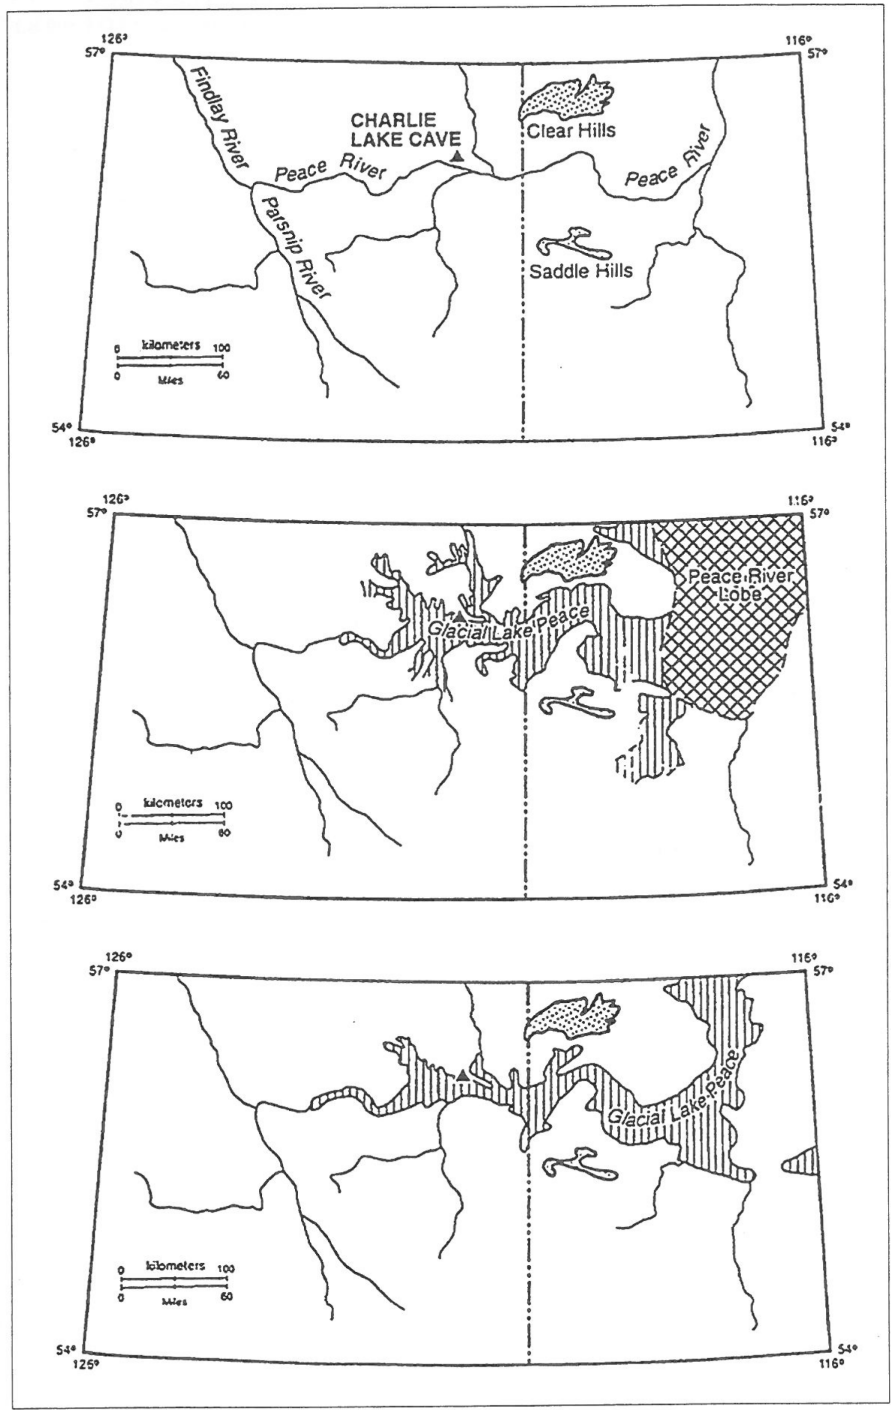 126° 116°
57° 57°
Findlay River
CHARLIE
LAKE CAVE
Clear Hills
Peace River
Peace River
Parsnip River
Saddle Hills
0 kilometers 100
0 Miles 60
54° 54°
126° 116°
126° 116°
57° 57°
Peace River
Lobe
Glacial Lake Peace
0 kilometers 100
0 Miles 60
54° 54°
126° 116°
126° 116°
57° 57°
Glacial Lake Peace
0 kilometers 100
0 Miles 60
54° 54°
125° 116°